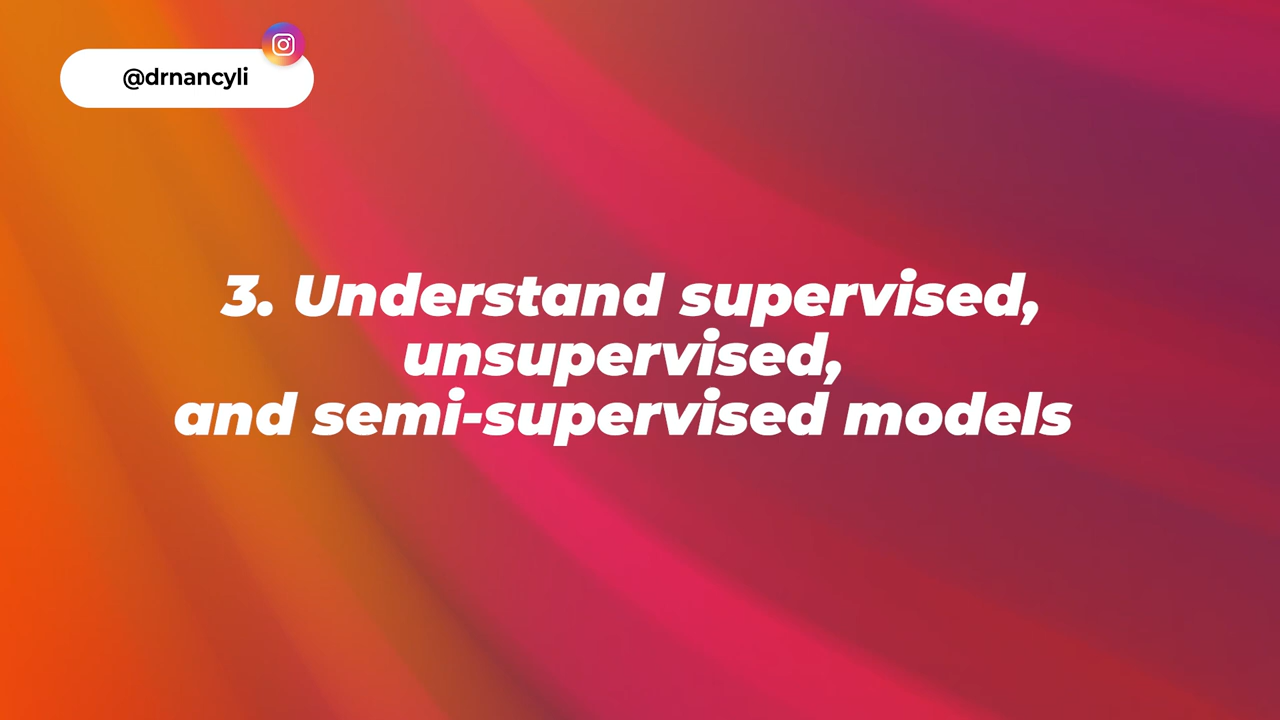 @drnancyli
3. Understand supervised,
unsupervised,
and semi-supervised models